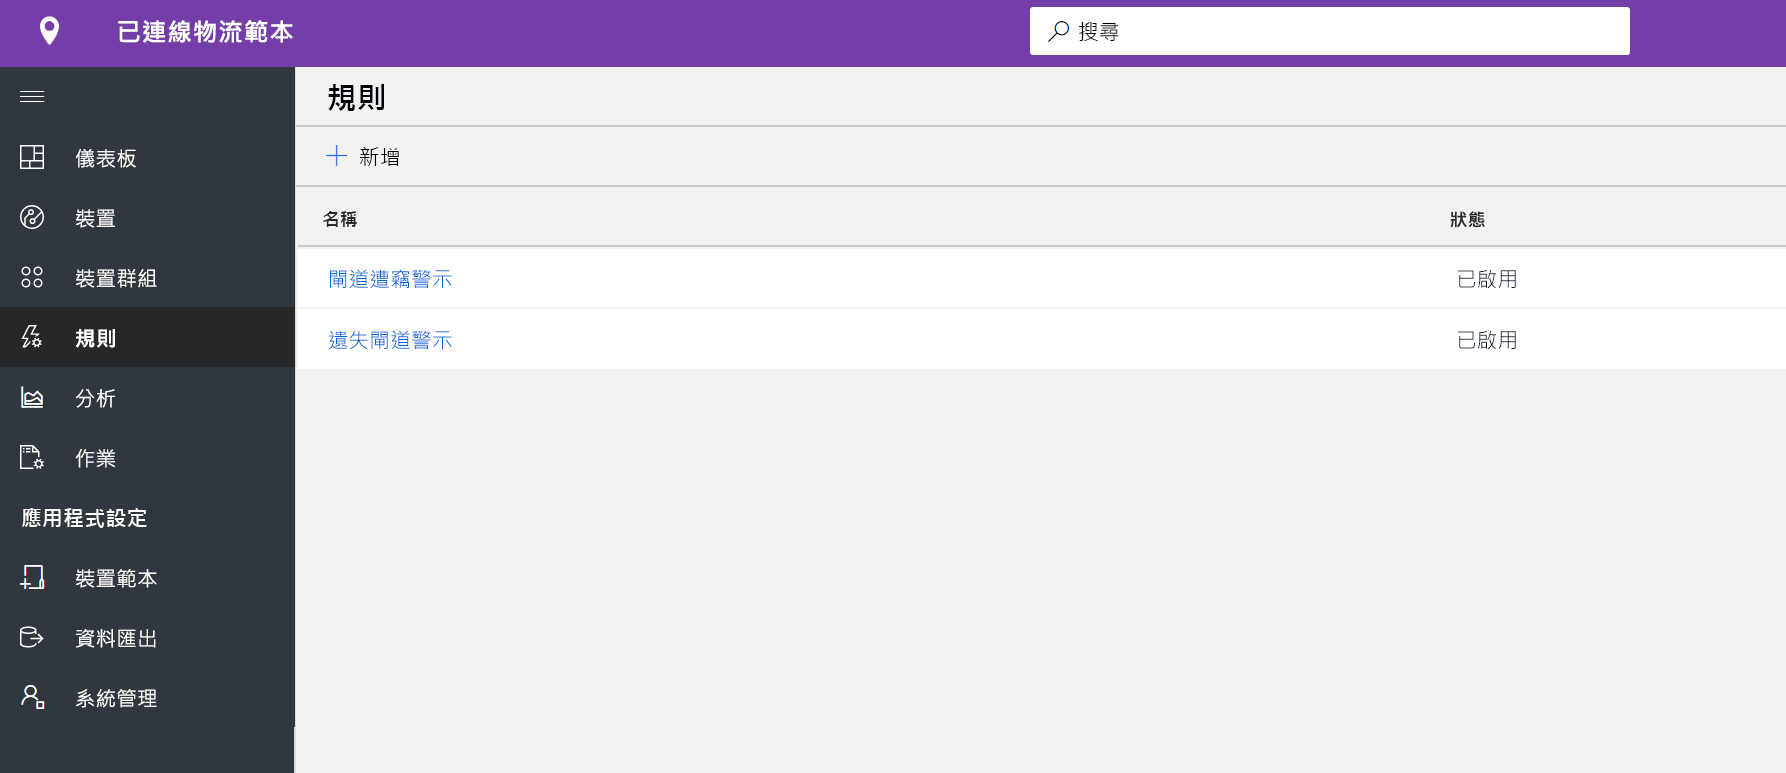 已連線物流範本
搜尋
儀表板
裝置
裝置群組
規則
分析
作業
應用程式設定
裝置範本
資料匯出
系統管理
規則
新增
名稱 狀態
閘道遭竊警示 已啟用
遺失閘道警示 已啟用